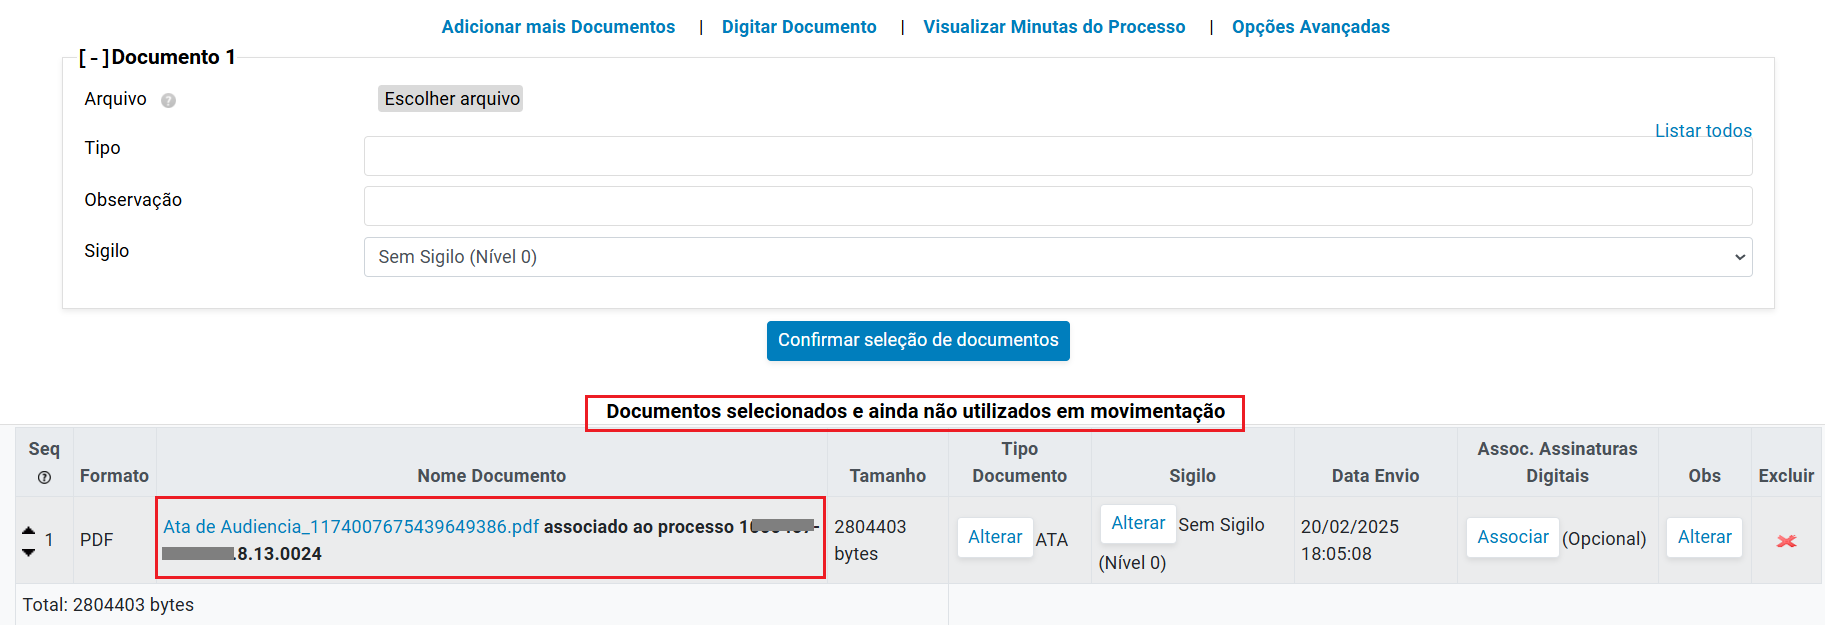 Adicionar mais Documentos | Digitar Documento | Visualizar Minutas do Processo | Opções Avançadas
[ - ]Documento 1
Arquivo ? Escolher arquivo
Listar todos
Tipo
Observação
Sigilo Sem Sigilo (Nível 0)
Confirmar seleção de documentos
Documentos selecionados e ainda não utilizados em movimentação
Seq ? Formato Nome Documento Tamanho Tipo Documento Sigilo Data Envio Assoc. Assinaturas Digitais Obs Excluir
1 PDF Ata de Audiencia_1174007675439649386.pdf associado ao processo
.8.13.0024 2804403 bytes Alterar ATA Alterar Sem Sigilo (Nível 0) 20/02/2025 18:05:08 Associar (Opcional) Alterar
Total: 2804403 bytes